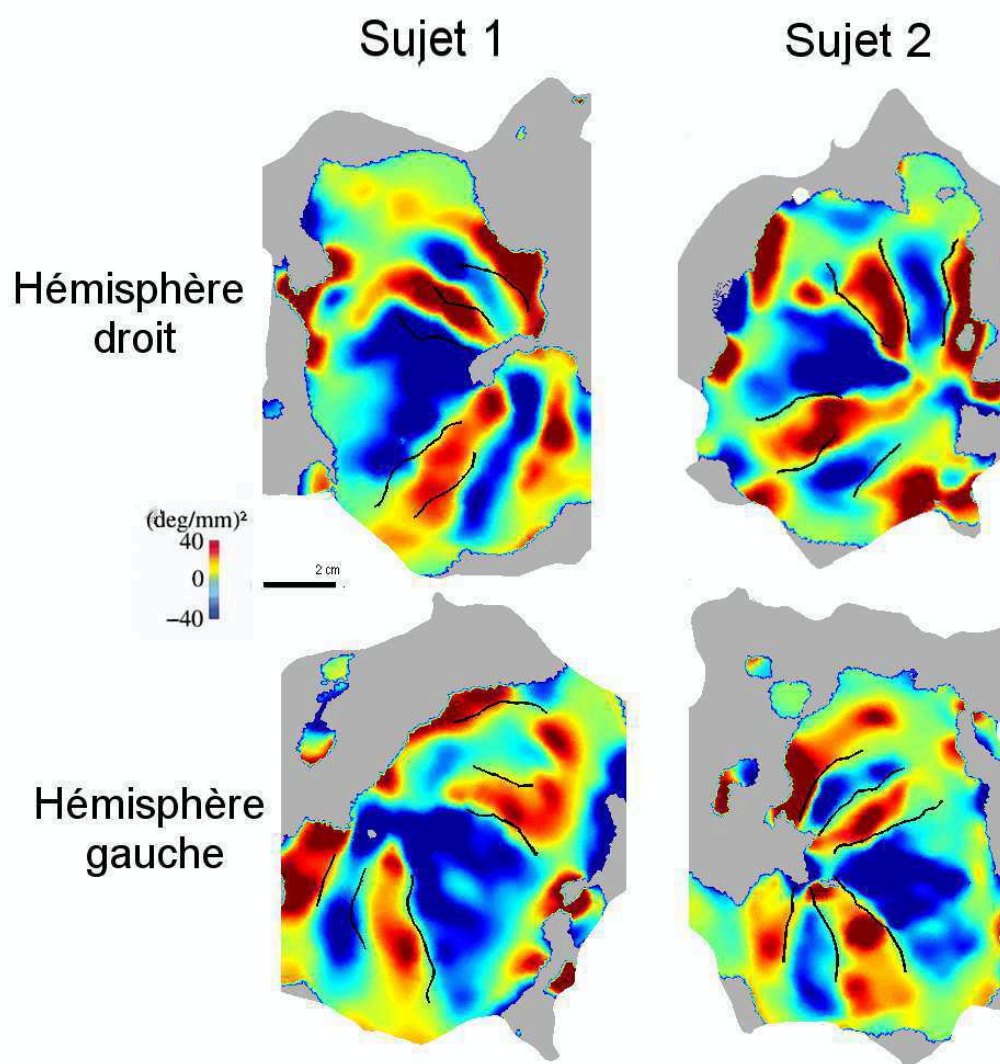 Sujet 1
Sujet 2
Hémisphère
droit
(deg/mm)²
40
0
−40
2 cm
Hémisphère
gauche